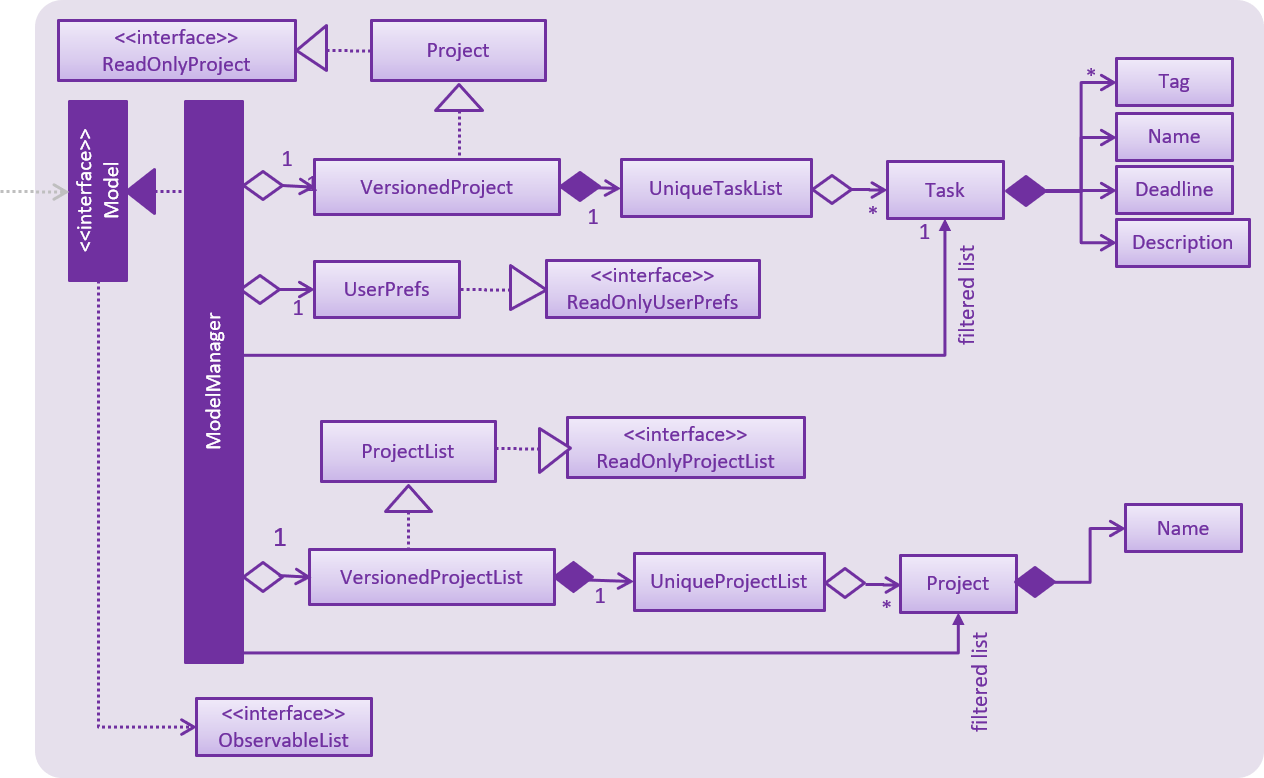 <<interface>>
ReadOnlyProject
Project
<<interface>>
Model
ModelManager
1
1
VersionedProject
1
UniqueTaskList
*
Task
1
*
Tag
Name
Deadline
Description
filtered list
1
UserPrefs
<<interface>>
ReadOnlyUserPrefs
ProjectList
<<interface>>
ReadOnlyProjectList
1
VersionedProjectList
1
UniqueProjectList
*
Project
Name
filtered list
<<interface>>
ObservableList